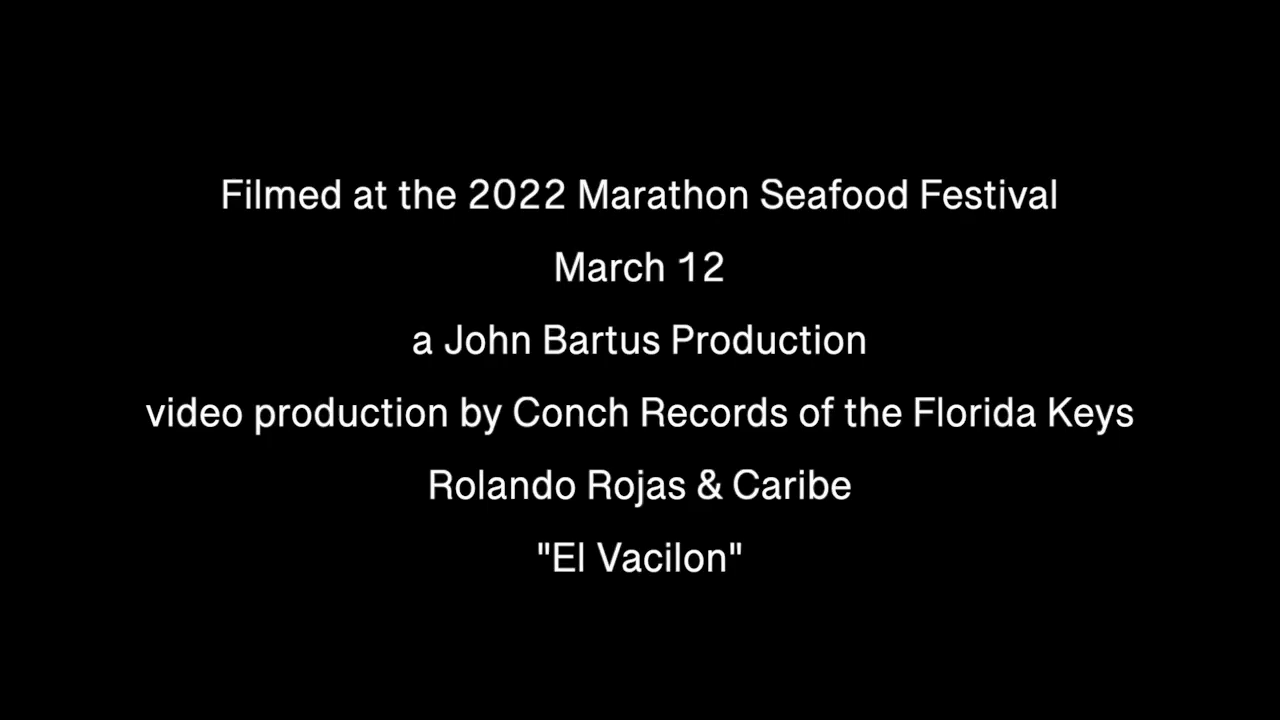 Filmed at the 2022 Marathon Seafood Festival
March 12
a John Bartus Production
video production by Conch Records of the Florida Keys
Rolando Rojas & Caribe
"El Vacilon"